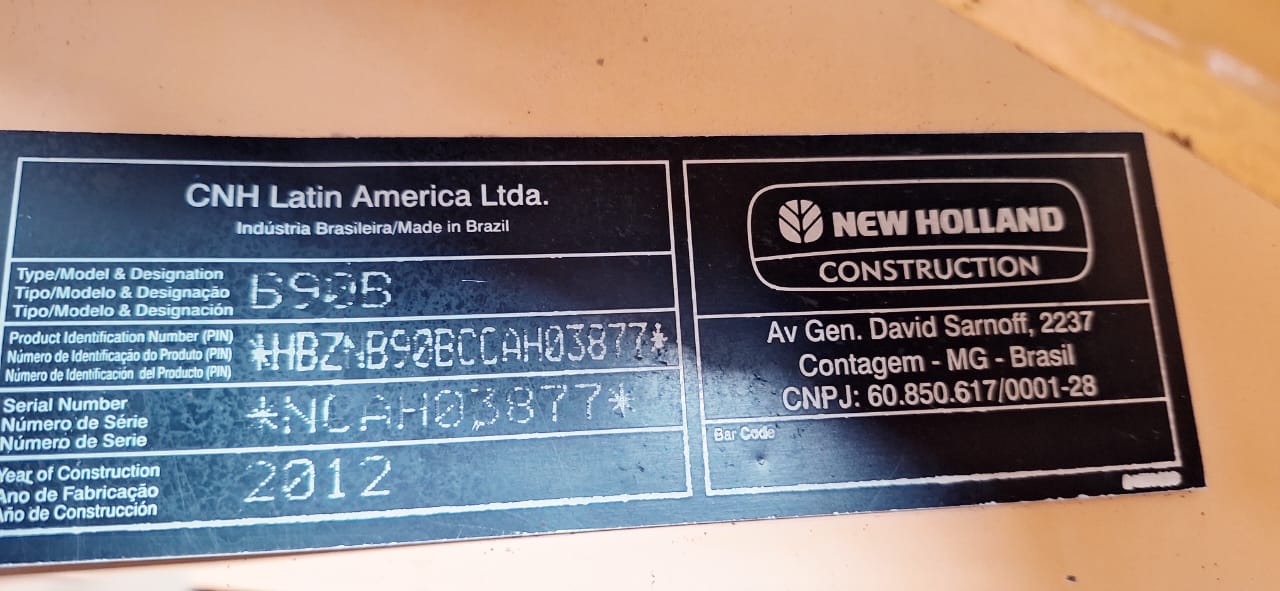 CNH Latin America Ltda.
Indústria Brasileira/Made in Brazil
Type/Model & Designation
Tipo/Modelo & Designação
Tipo/Modelo & Designación
B90B
Product Identification Number (PIN)
Número de Identificação do Produto (PIN)
Número de Identificación del Producto (PIN)
*HBZNB90BCCAH03877*
Serial Number
Número de Série
Número de Serie
*NCAH03877*
Year of Construction
Ano de Fabricação
Año de Construcción
2012
NEW HOLLAND
CONSTRUCTION
Av Gen. David Sarnoff, 2237
Contagem - MG - Brasil
CNPJ: 60.850.617/0001-28
Bar Code